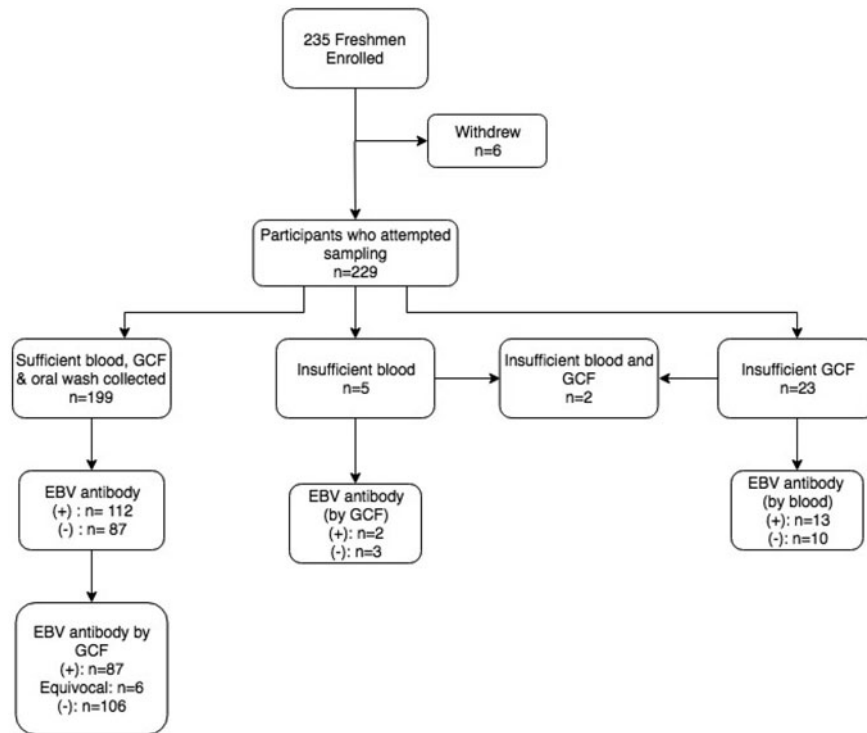 235 Freshmen
Enrolled
Withdrew
n=6
Participants who attempted
sampling
n=229
Sufficient blood, GCF
& oral wash collected
n=199
Insufficient blood
n=5
Insufficient blood and
GCF
n=2
Insufficient GCF
n=23
EBV antibody
(+) : n= 112
(-) : n= 87
EBV antibody
(by GCF)
(+): n=2
(-): n=3
EBV antibody
(by blood)
(+): n=13
(-): n=10
EBV antibody by
GCF
(+): n=87
Equivocal: n=6
(-): n=106